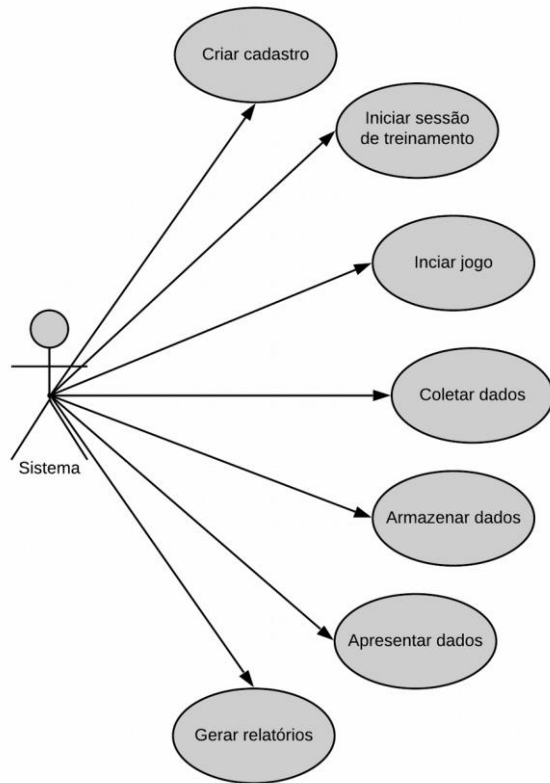 Criar cadastro
Iniciar sessão
de treinamento
Inciar jogo
Coletar dados
Sistema
Armazenar dados
Apresentar dados
Gerar relatórios